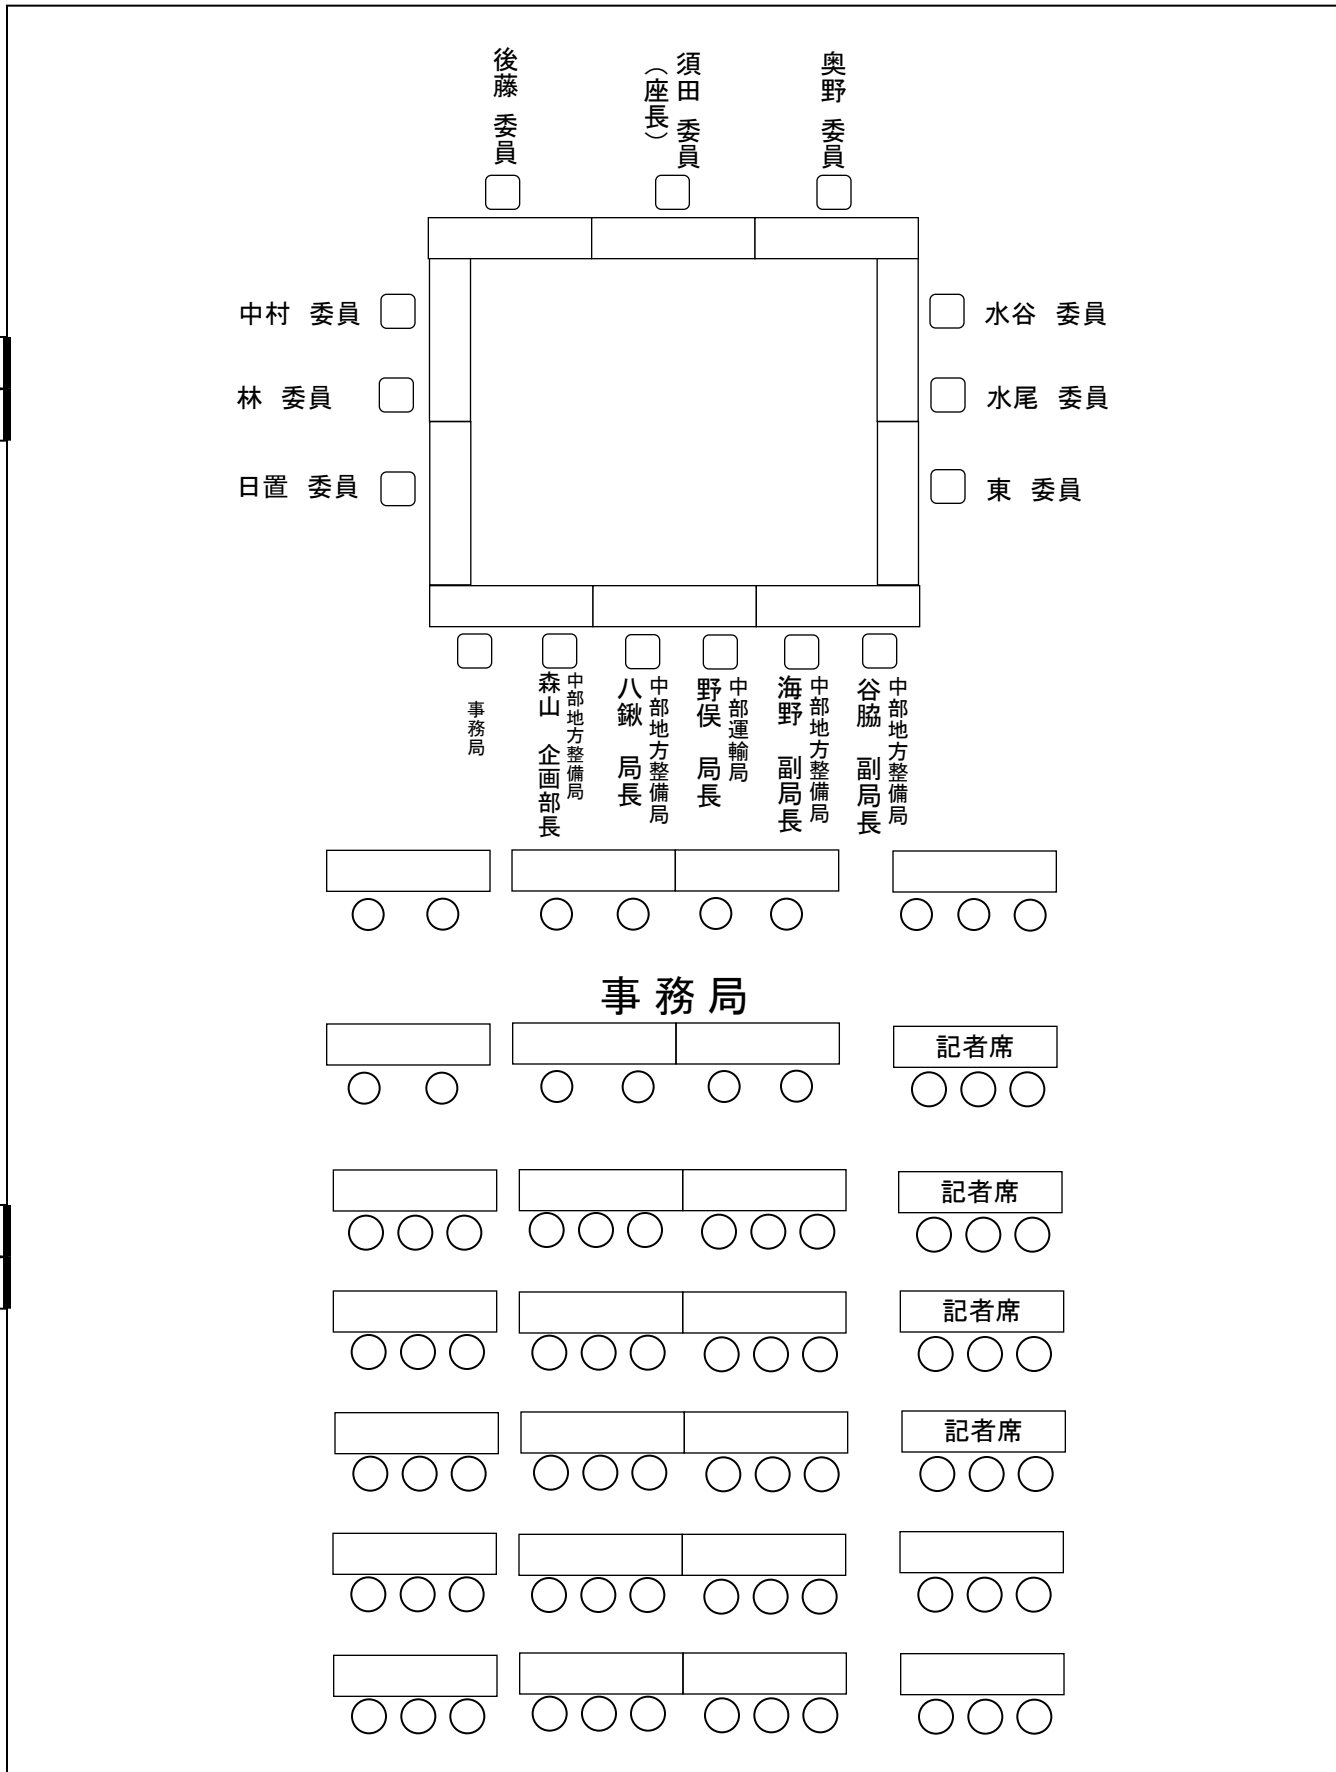 後藤 委員
須田 委員
（座長）
奥野 委員
中村 委員
水谷 委員
林 委員
水尾 委員
日置 委員
東 委員
事務局
中部地方整備局
森山 企画部長
中部地方整備局
八鍬 局長
中部運輸局
野俣 局長
中部地方整備局
海野 副局長
中部地方整備局
谷脇 副局長
事務局
記者席
記者席
記者席
記者席